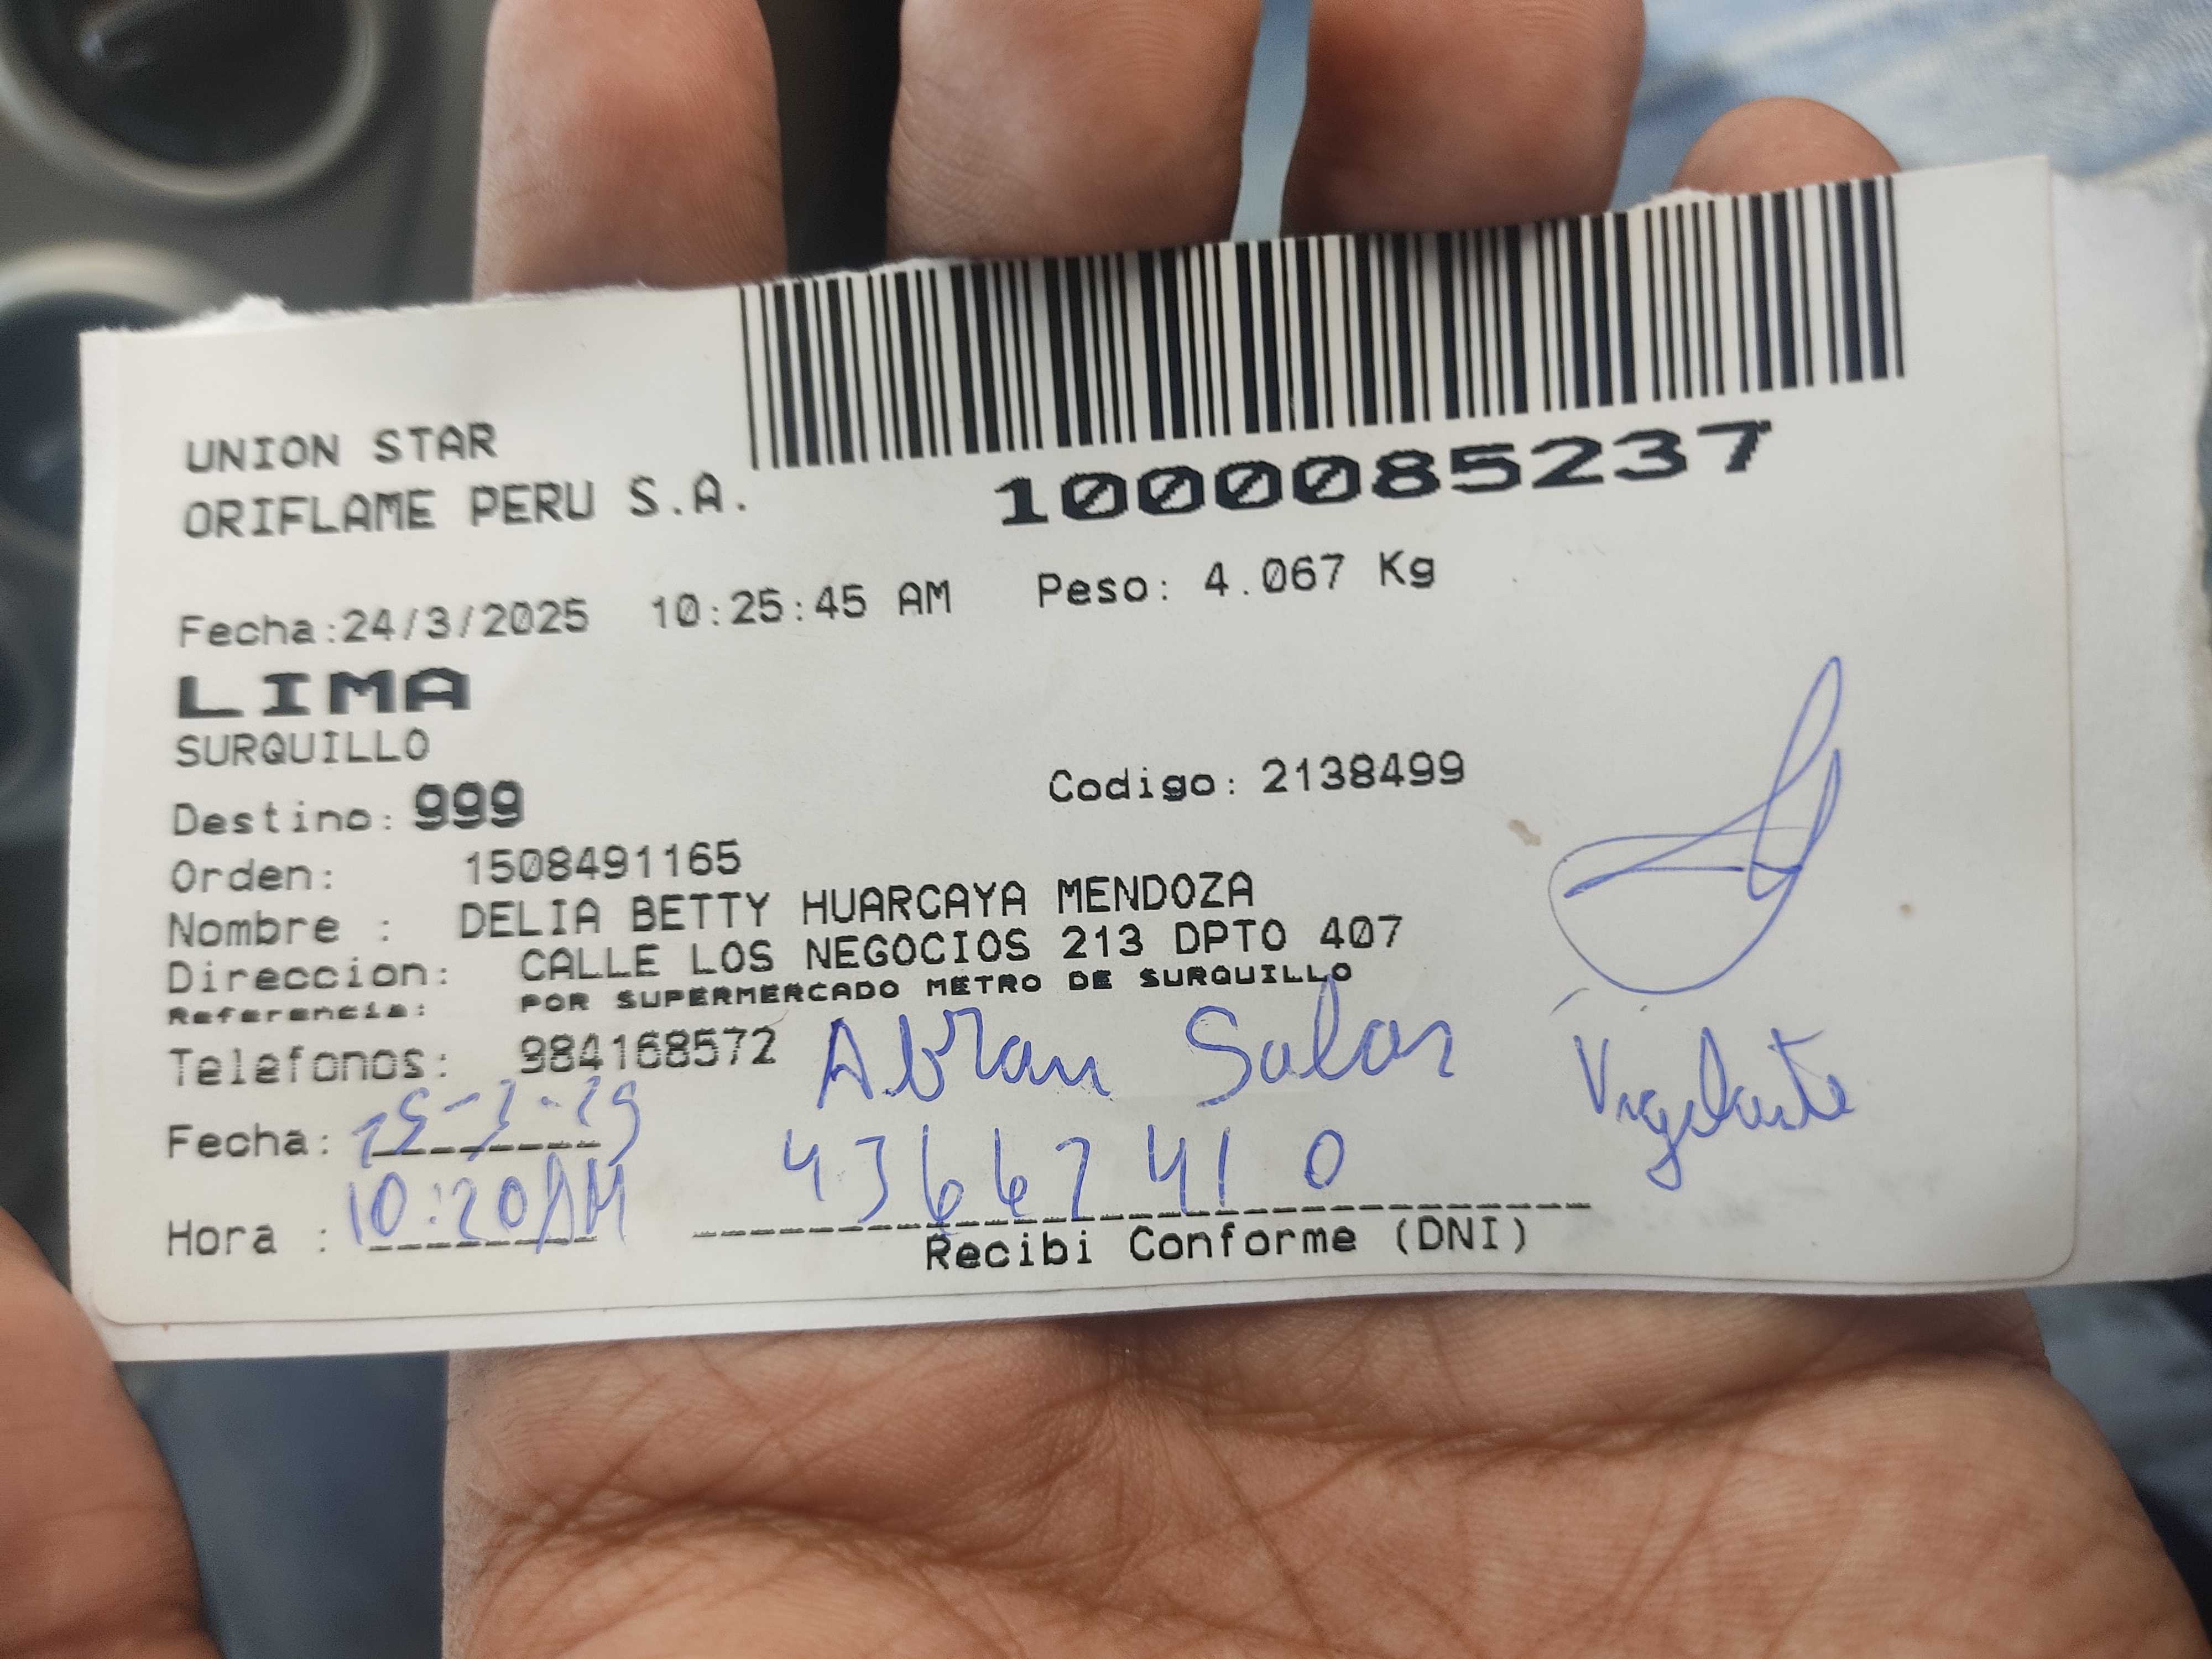 UNION STAR
ORIFLAME PERU S.A.
1000085237
Fecha:24/3/2025 10:25:45 AM Peso: 4.067 Kg
LIMA
SURQUILLO
Destino: 999 Codigo: 2138499
Orden: 1508491165
Nombre : DELIA BETTY HUARCAYA MENDOZA
Direccion: CALLE LOS NEGOCIOS 213 DPTO 407
Referencia: POR SUPERMERCADO METRO DE SURQUILLO
Telefonos: 984168572
Abran Salas
Vigilante
Fecha:
Hora : 10:20AM
Recibi Conforme (DNI)